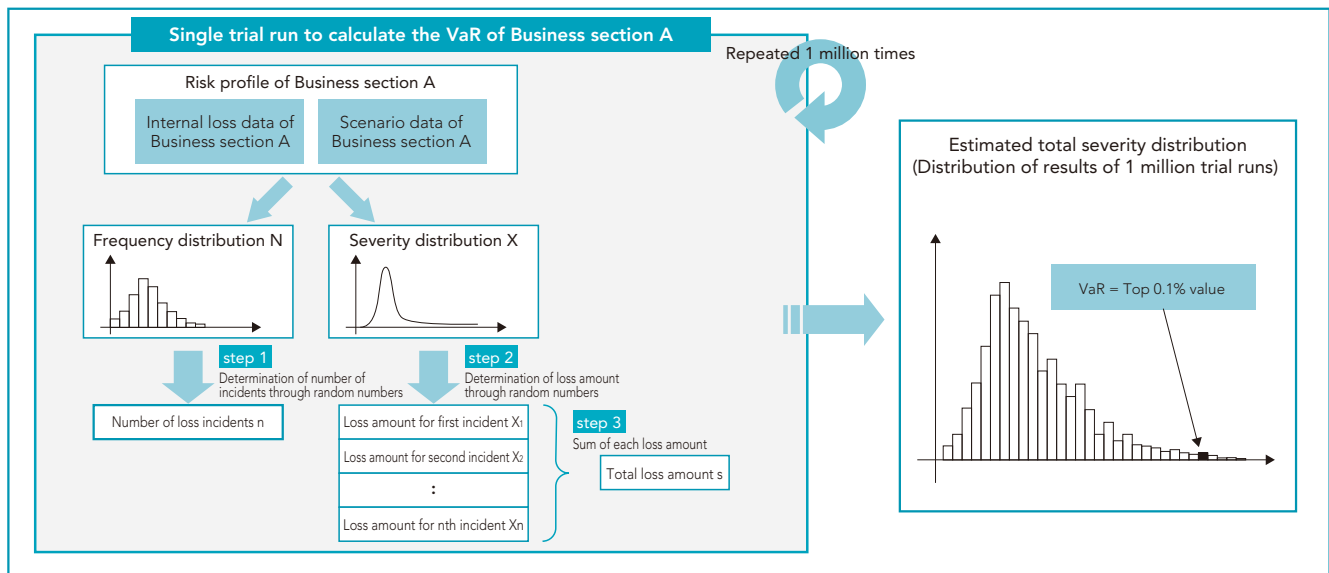 Single trial run to calculate the VaR of Business section A
Repeated 1 million times
Risk profile of Business section A
Internal loss data of
Business section A
Scenario data of
Business section A
Frequency distribution N
Severity distribution X
step 1
Determination of number of
incidents through random numbers
step 2
Determination of loss amount
through random numbers
Number of loss incidents n
Loss amount for first incident X1
Loss amount for second incident X2
:
Loss amount for nth incident Xn
step 3
Sum of each loss amount
Total loss amount s
Estimated total severity distribution
(Distribution of results of 1 million trial runs)
VaR = Top 0.1% value